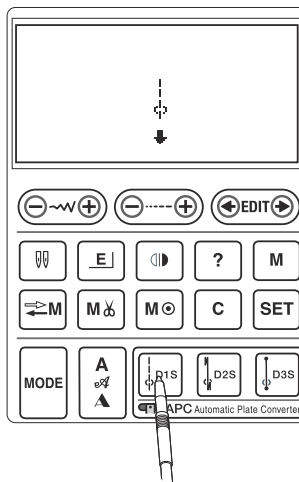 EDIT
E
?
M
M
M
M
C
SET
MODE
A
A
A
D1S
D2S
D3S
APC Automatic Plate Converter